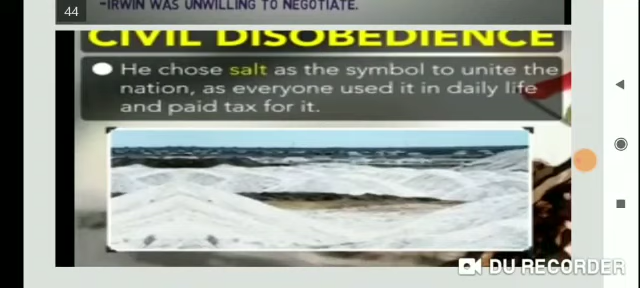 44
-IRWIN WAS UNWILLING TO NEGOTIATE.
CIVIL DISOBEDIENCE
He chose salt as the symbol to unite the
nation, as everyone used it in daily life
and paid tax for it.
DU RECORDER